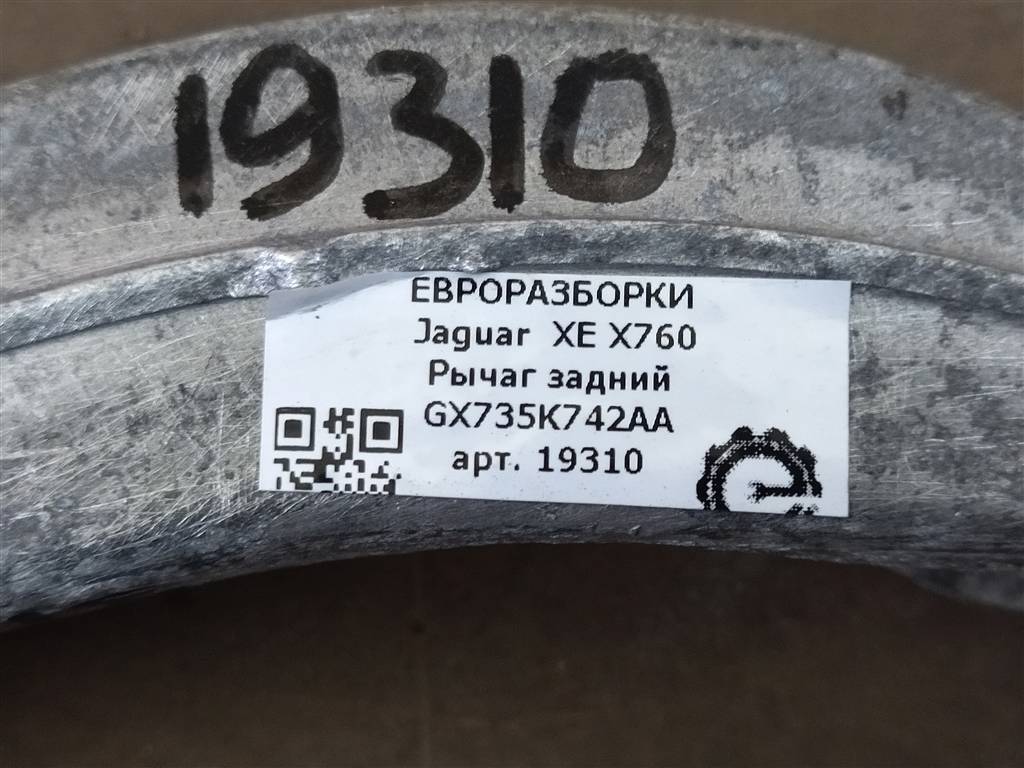 19310
ЕВРОРАЗБОРКИ
Jaguar XE X760
Рычаг задний
GX735K742AA
арт. 19310